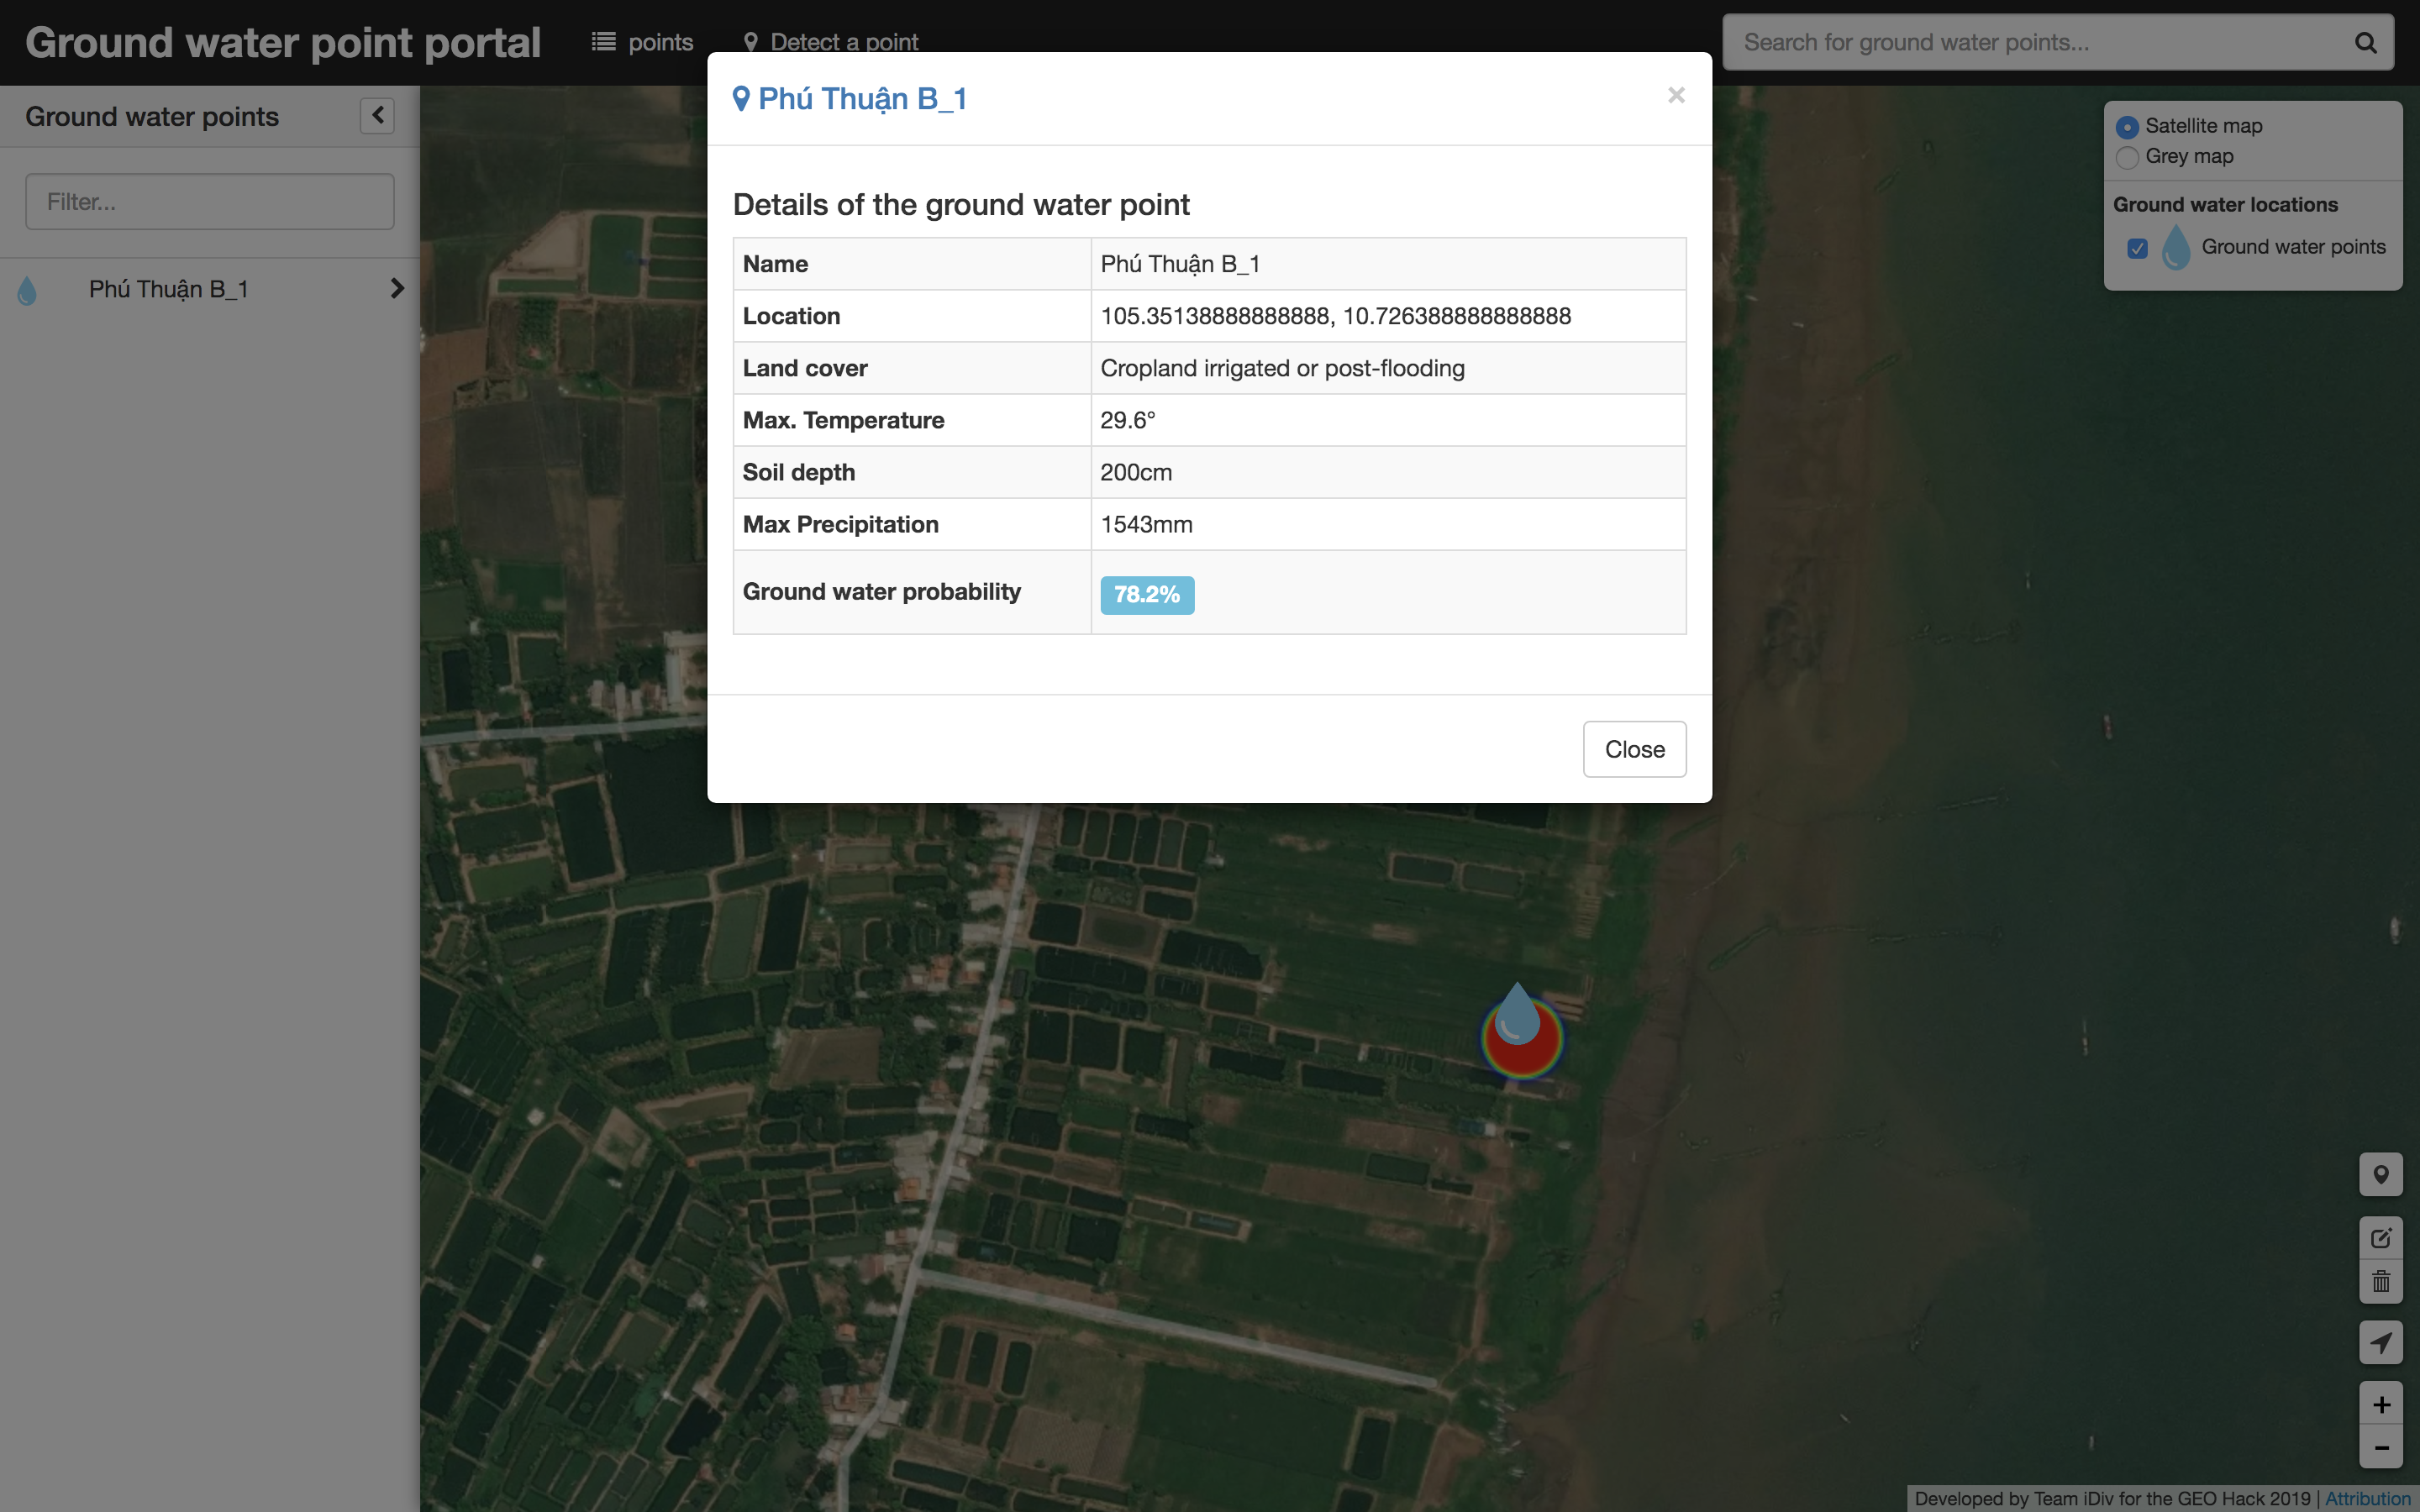 Ground water point portal
points
Detect a point
Search for ground water points...
Ground water points
Filter...
Phú Thuận B_1
Phú Thuận B_1
×
Details of the ground water point
Name Phú Thuận B_1
Location 105.35138888888888, 10.726388888888888
Land cover Cropland irrigated or post-flooding
Max. Temperature 29.6°
Soil depth 200cm
Max Precipitation 1543mm
Ground water probability 78.2%
Close
Satellite map
Grey map
Ground water locations
Ground water points
+
−
Developed by Team iDiv for the GEO Hack 2019 | Attribution